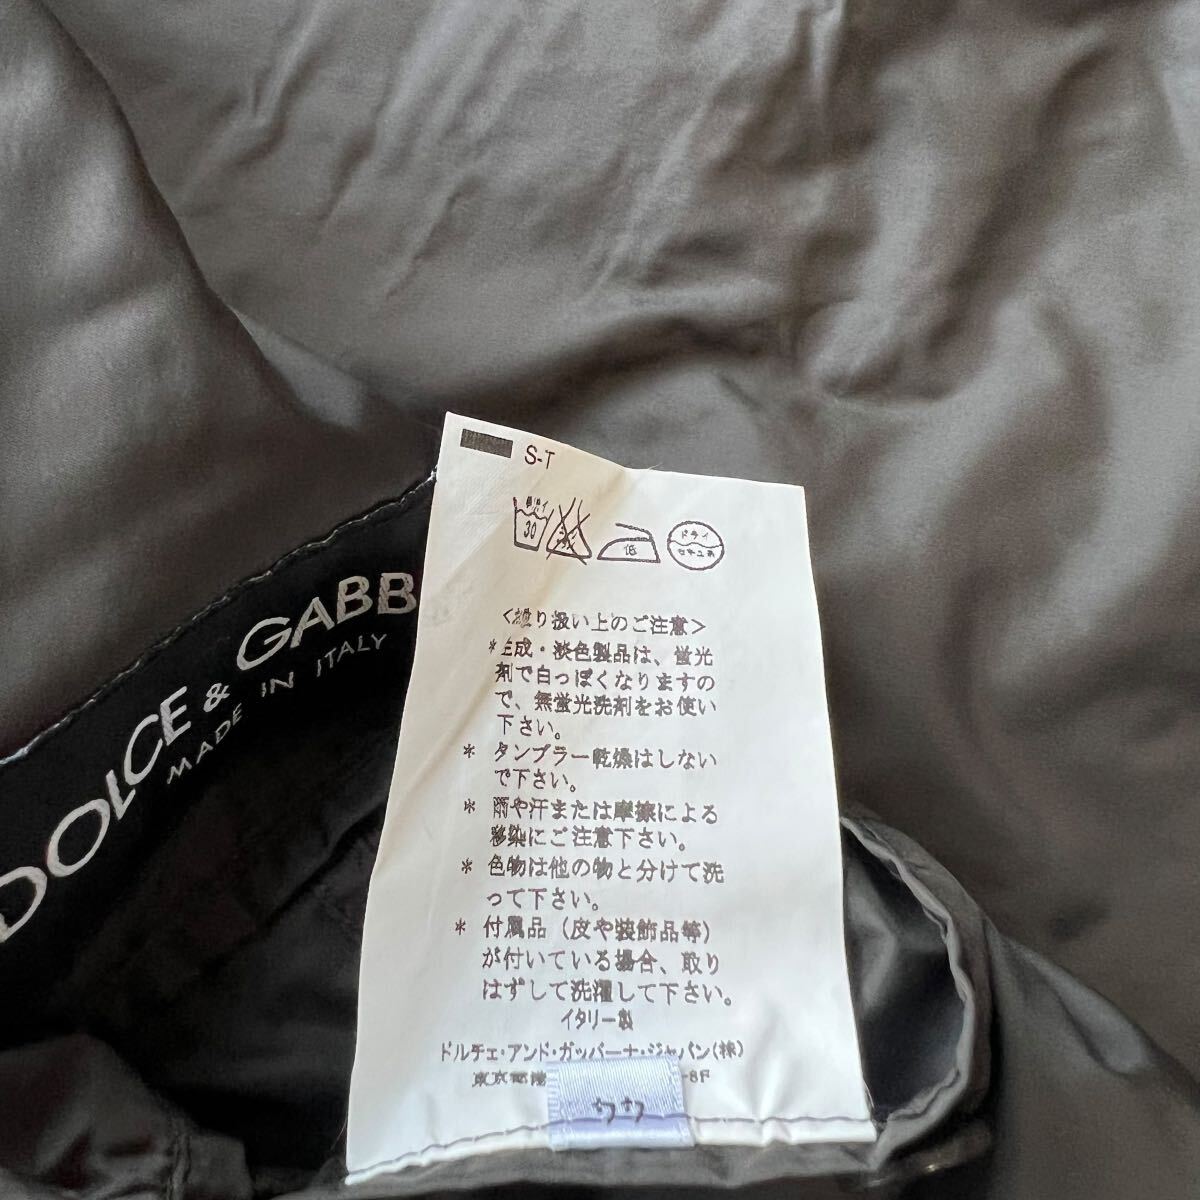 S-T
30
低
ドライ
セキユ系
<取り扱い上のご注意>
*生成・淡色製品は、蛍光
剤で白っぽくなりますの
で、無蛍光洗剤をお使い
下さい。
* タンブラー乾燥はしない
で下さい。
* 雨や汗または摩擦による
移染にご注意下さい。
* 色物は他の物と分けて洗
って下さい。
* 付属品(皮や装飾品等)
が付いている場合、取り
はずして洗濯して下さい。
イタリー製
ドルチェ・アンド・ガッバーナ・ジャパン(株)
東京都港
-8F
DOLCE & GABB
MADE IN ITALY